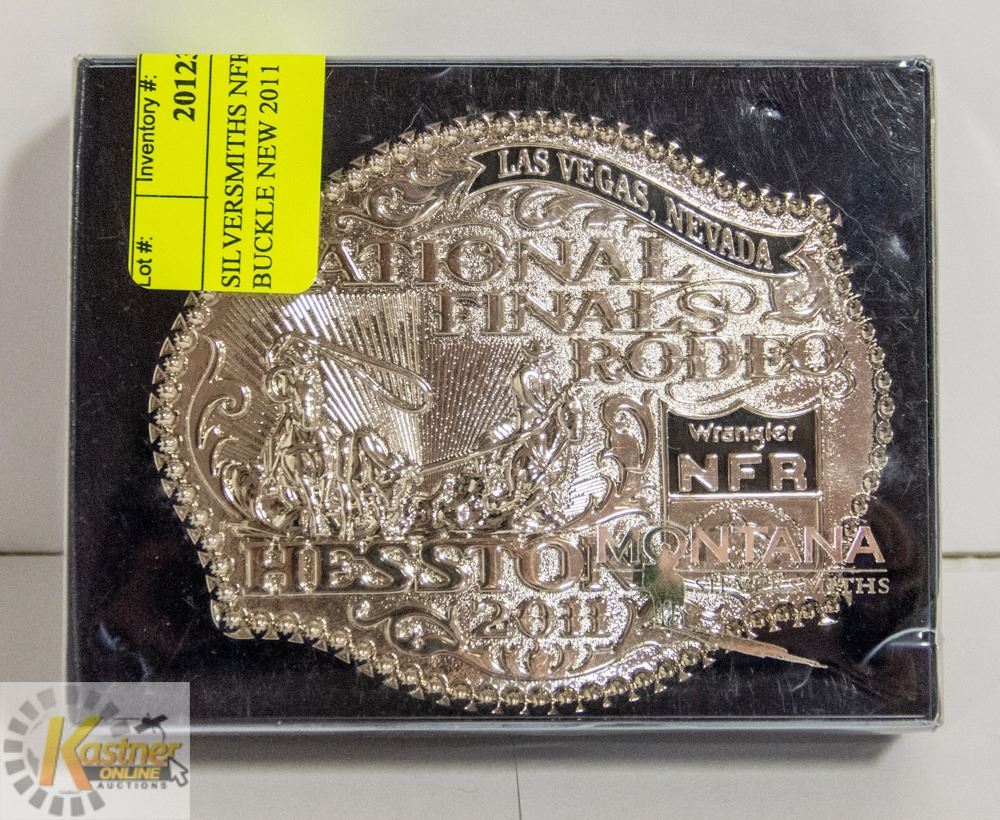 Lot #:
Inventory #:
20123
SILVERSMITHS NFR
BUCKLE NEW 2011
LAS VEGAS, NEVADA
ATIONAL
FINALS
RODEO
Wrangler
NFR
HESSTON
2011
MONTANA
SILVERSMITHS
Kastner
ONLINE
AUCTIONS